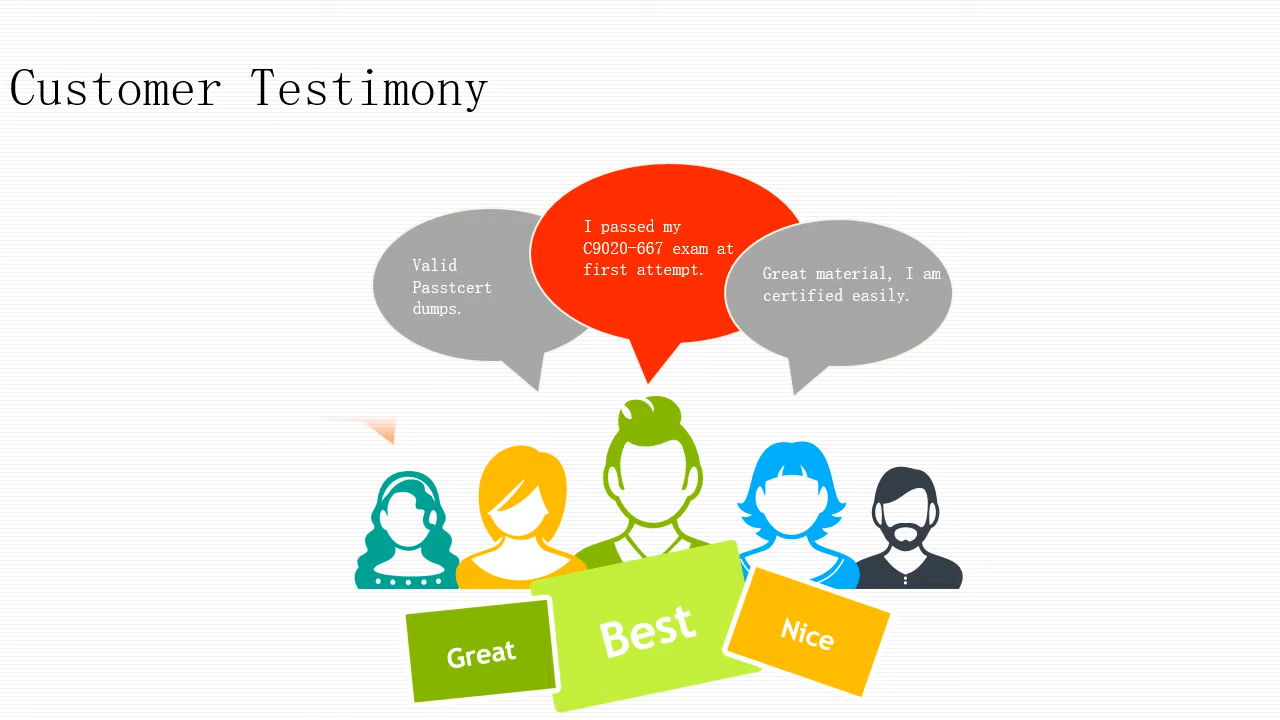 Customer Testimony
Valid
Passtcert
dumps.
I passed my
C9020-667 exam at
first attempt.
Great material, I am
certified easily.
Great
Best
Nice